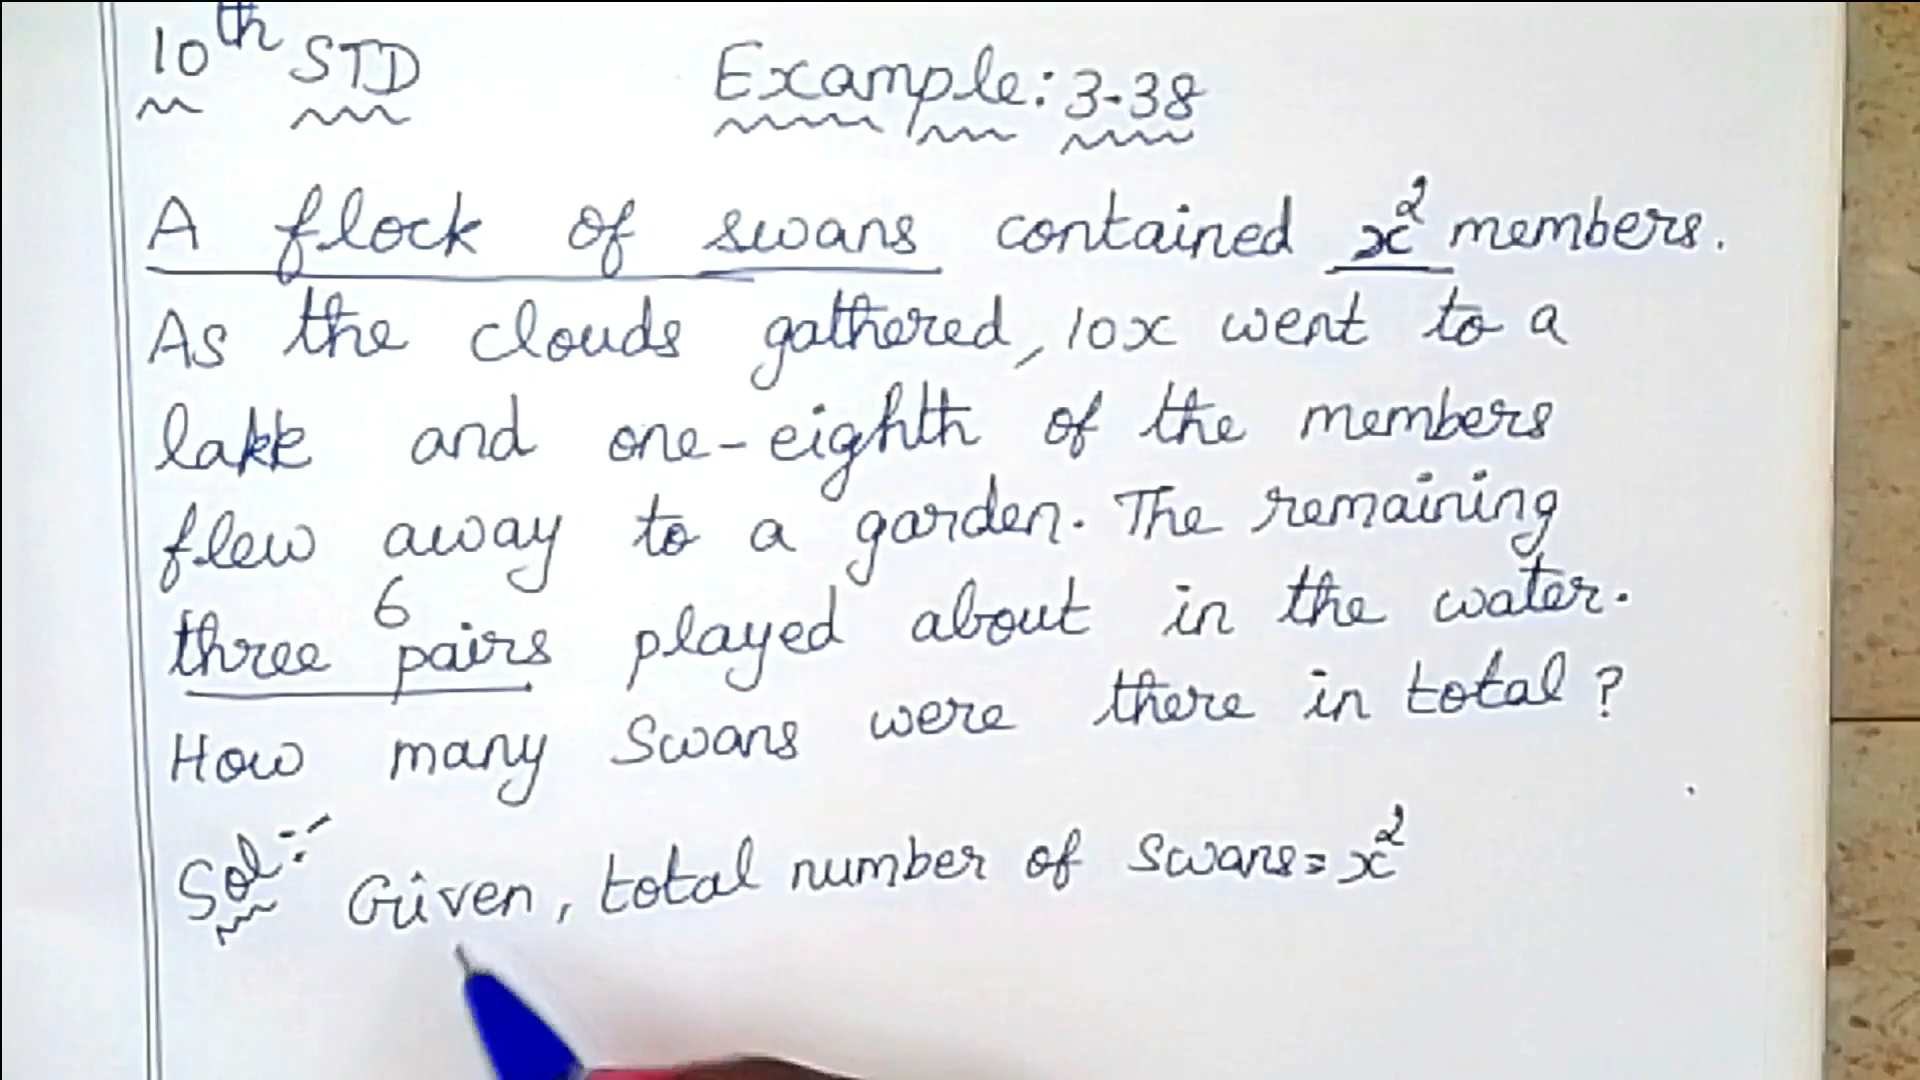 10th STD Example: 3-38
A flock of swans contained x² members.
As the clouds gathered, 10x went to a
lake and one-eighth of the members
flew away to a garden. The remaining
6
three pairs played about in the water.
How many Swans were there in total?
Sol:- Given, total number of swans = x²